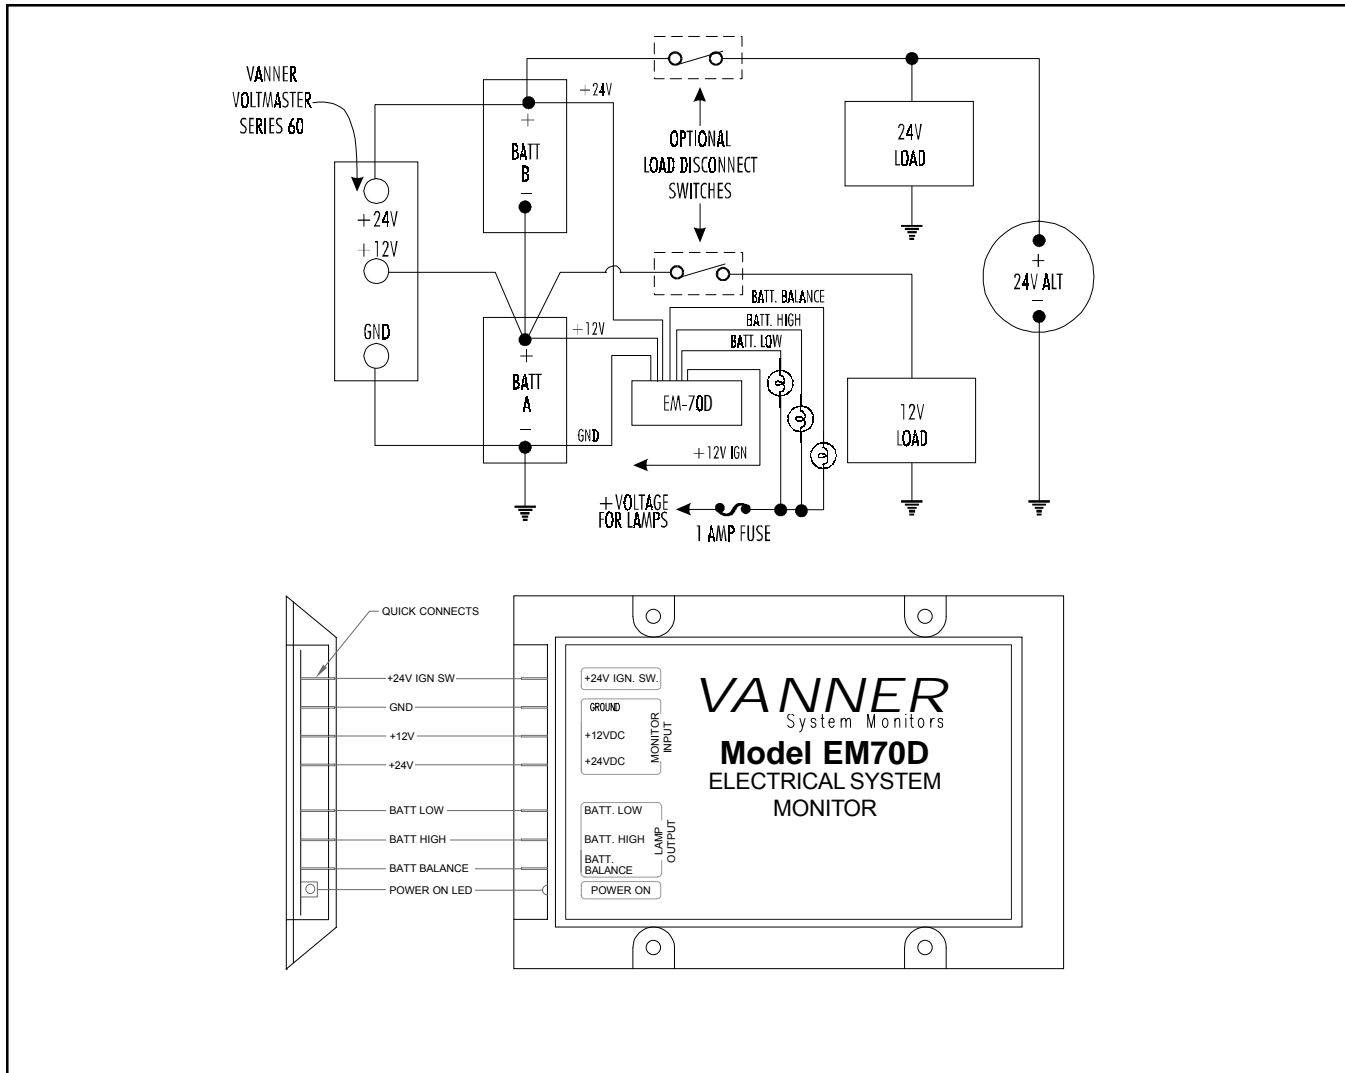 VANNER
VOLTMASTER
SERIES 60
+24V
+12V
GND
+
BATT
B
−
+24V
OPTIONAL
LOAD DISCONNECT
SWITCHES
24V
LOAD
+
24V ALT
−
+12V
+
BATT
A
−
GND
BATT. BALANCE
BATT. HIGH
BATT. LOW
EM-70D
+12V IGN
+VOLTAGE
FOR LAMPS
1 AMP FUSE
12V
LOAD
QUICK CONNECTS
+24V IGN SW
GND
+12V
+24V
BATT LOW
BATT HIGH
BATT BALANCE
POWER ON LED
+24V IGN. SW.
GROUND
+12VDC
+24VDC
MONITOR
INPUT
BATT. LOW
BATT. HIGH
BATT.
BALANCE
LAMP
OUTPUT
POWER ON
VANNER
System Monitors
Model EM70D
ELECTRICAL SYSTEM
MONITOR